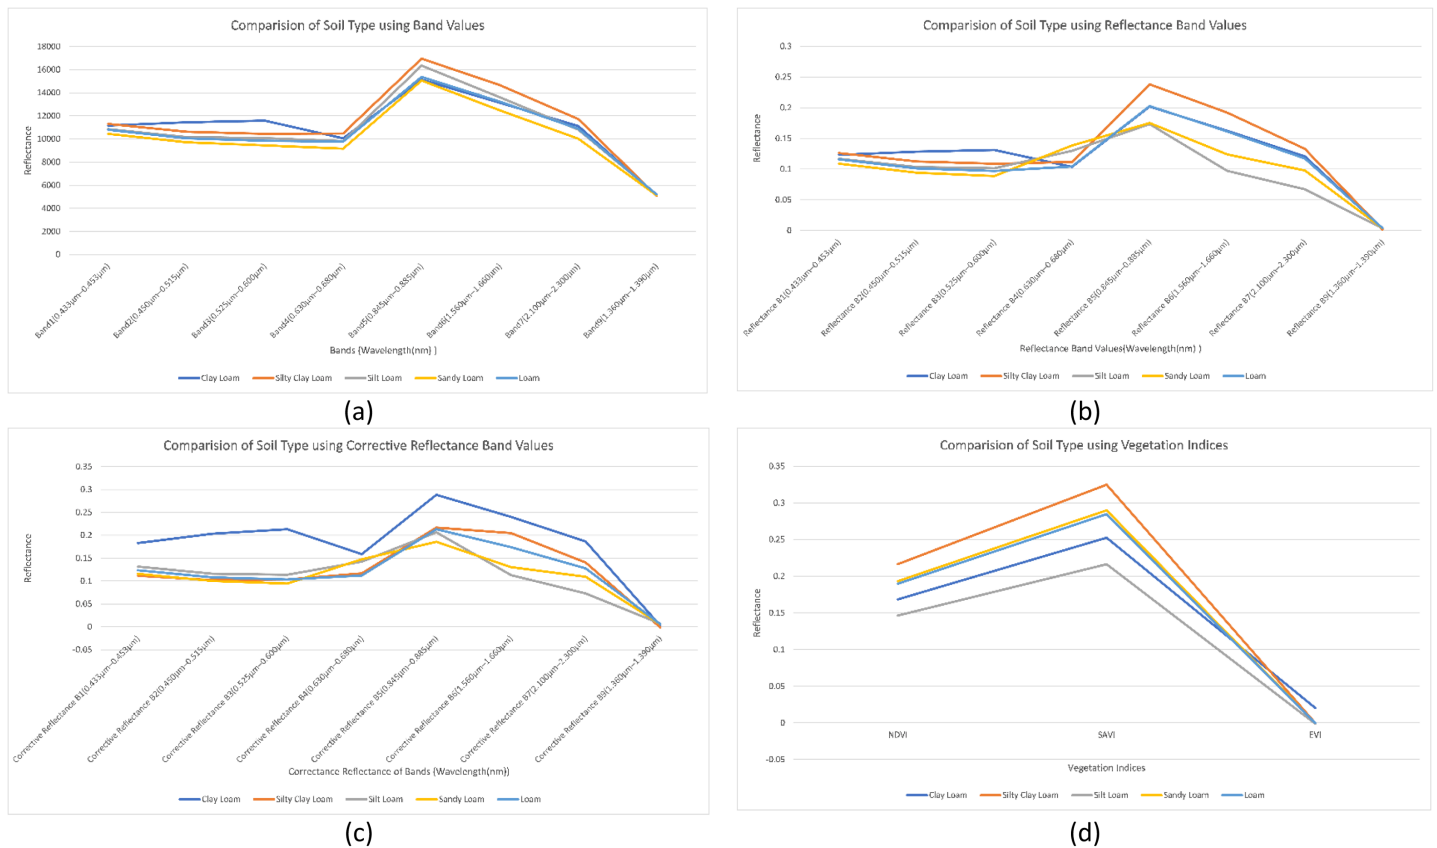 Comparision of Soil Type using Band Values
18000
16000
14000
12000
10000
8000
6000
4000
2000
0
Reflectance
Band1(0.433µm–0.453µm)
Band2(0.450µm–0.515µm)
Band3(0.525µm–0.600µm)
Band4(0.630µm–0.680µm)
Band5(0.845µm–0.885µm)
Band6(1.560µm–1.660µm)
Band7(2.100µm–2.300µm)
Band9(1.360µm–1.390µm)
Bands {Wavelength(nm} )
Clay Loam Silty Clay Loam Silt Loam Sandy Loam Loam
(a)
Comparision of Soil Type using Reflectance Band Values
0.3
0.25
0.2
0.15
0.1
0.05
0
Reflectance
Reflectance B1(0.433µm–0.453µm)
Reflectance B2(0.450µm–0.515µm)
Reflectance B3(0.525µm–0.600µm)
Reflectance B4(0.630µm–0.680µm)
Reflectance B5(0.845µm–0.885µm)
Reflectance B6(1.560µm–1.660µm)
Reflectance B7(2.100µm–2.300µm)
Reflectance B9(1.360µm–1.390µm)
Reflectance Band Values{Wavelength(nm) )
Clay Loam Silty Clay Loam Silt Loam Sandy Loam Loam
(b)
Comparision of Soil Type using Corrective Reflectance Band Values
0.35
0.3
0.25
0.2
0.15
0.1
0.05
0
-0.05
Reflectance
Corrective Reflectance B1(0.433µm–0.453µm)
Corrective Reflectance B2(0.450µm–0.515µm)
Corrective Reflectance B3(0.525µm–0.600µm)
Corrective Reflectance B4(0.630µm–0.680µm)
Corrective Reflectance B5(0.845µm–0.885µm)
Corrective Reflectance B6(1.560µm–1.660µm)
Corrective Reflectance B7(2.100µm–2.300µm)
Corrective Reflectance B9(1.360µm–1.390µm)
Correctance Reflectance of Bands {Wavelength(nm})
Clay Loam Silty Clay Loam Silt Loam Sandy Loam Loam
(c)
Comparision of Soil Type using Vegetation Indices
0.35
0.3
0.25
0.2
0.15
0.1
0.05
0
-0.05
Reflectance
NDVI SAVI EVI
Vegetation Indices
Clay Loam Silty Clay Loam Silt Loam Sandy Loam Loam
(d)